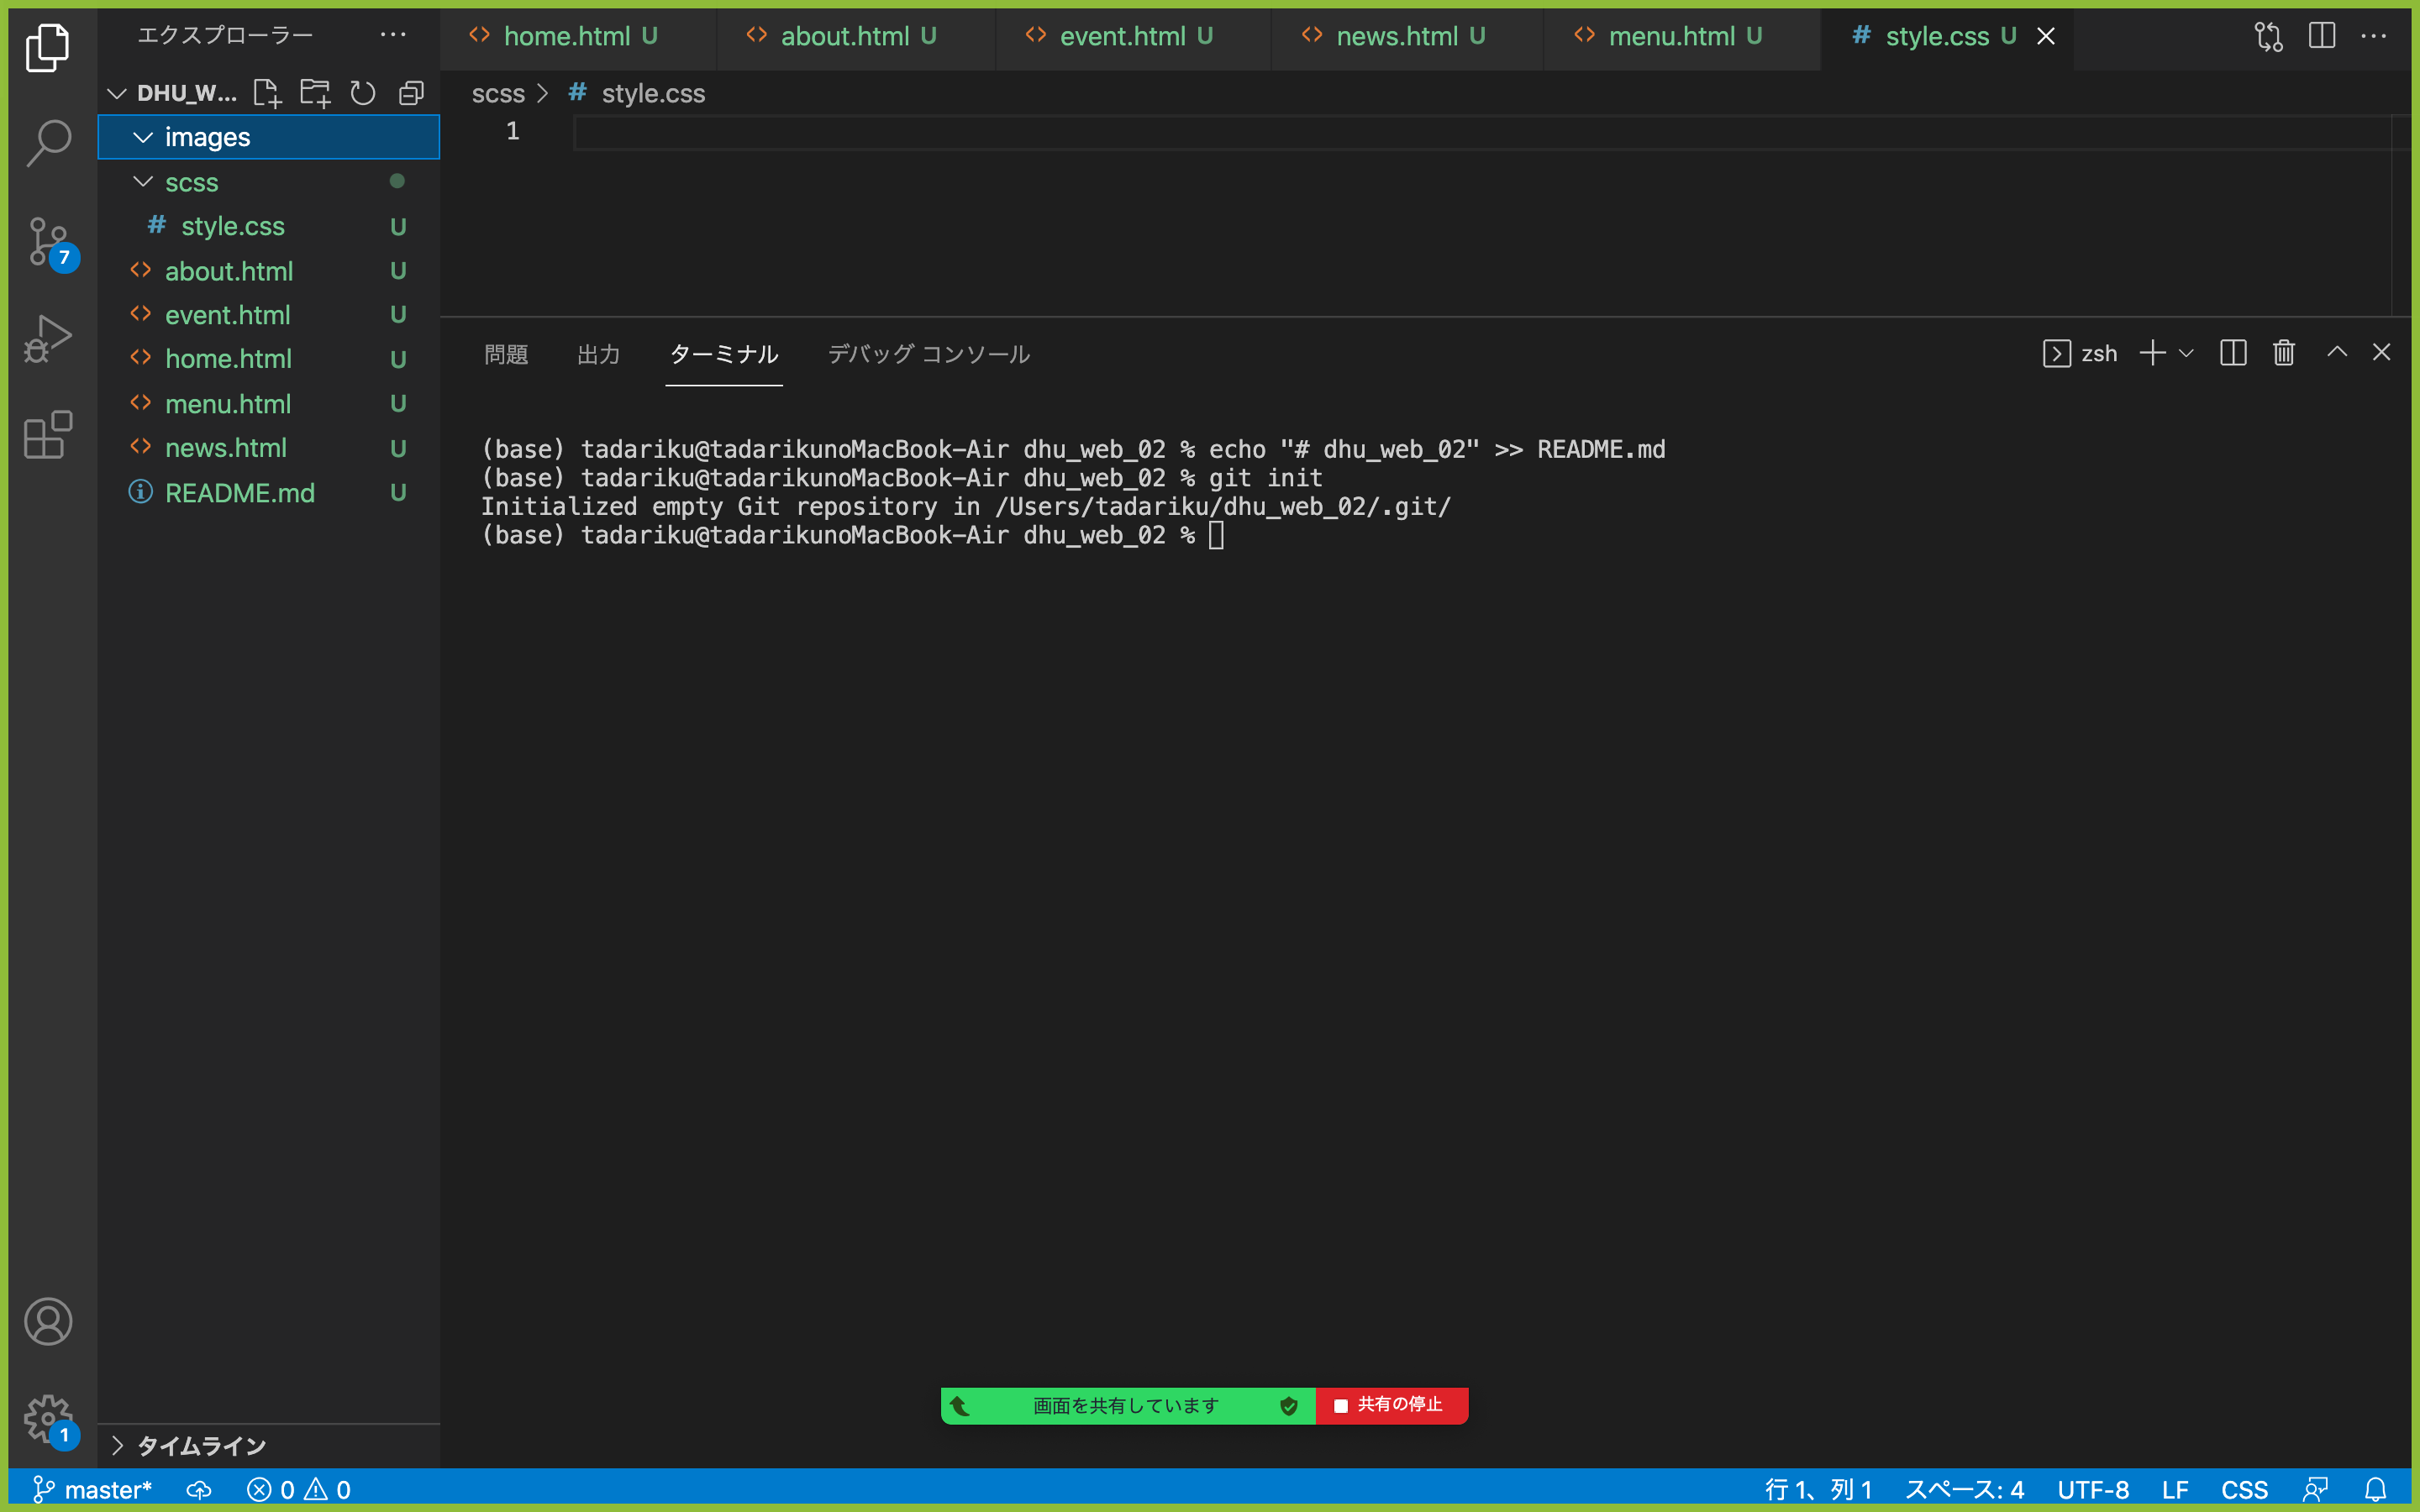 エクスプローラー
DHU_W...
images
scss
style.css U
about.html U
event.html U
home.html U
menu.html U
news.html U
README.md U
タイムライン
7
1
home.html U
about.html U
event.html U
news.html U
menu.html U
# style.css U
scss > # style.css
1
問題 出力 ターミナル デバッグ コンソール
zsh
(base) tadariku@tadarikunoMacBook-Air dhu_web_02 % echo "# dhu_web_02" >> README.md
(base) tadariku@tadarikunoMacBook-Air dhu_web_02 % git init
Initialized empty Git repository in /Users/tadariku/dhu_web_02/.git/
(base) tadariku@tadarikunoMacBook-Air dhu_web_02 %
画面を共有しています
共有の停止
master* 0 0
行 1、列 1 スペース: 4 UTF-8 LF CSS